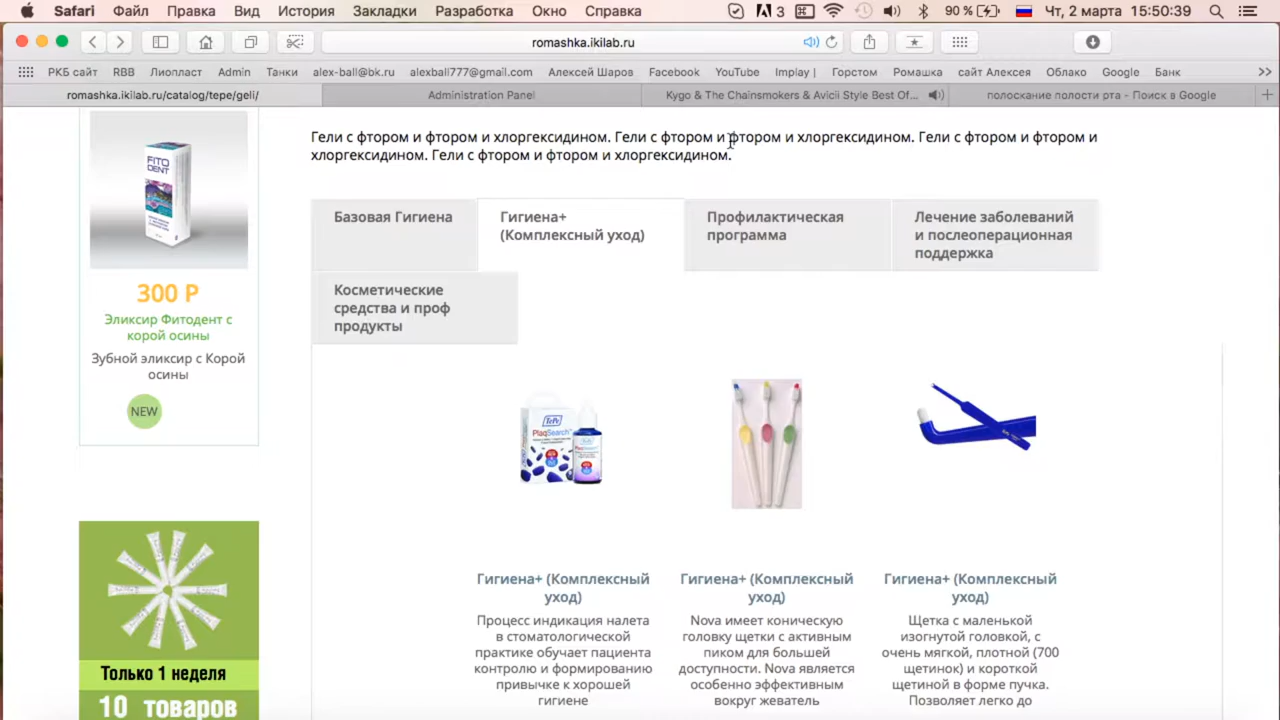 Safari Файл Правка Вид История Закладки Разработка Окно Справка 3 90 % Чт, 2 марта 15:50:39
romashka.ikilab.ru
РКБ сайт RBB Лиопласт Admin Танки alex-ball@bk.ru alexball777@gmail.com Алексей Шаров Facebook YouTube Implay | Горстом Ромашка сайт Алексея Облако Google Банк >>
romashka.ikilab.ru/catalog/tepe/geli/ Administration Panel Kygo & The Chainsmokers & Avicii Style Best Of... полоскание полости рта - Поиск в Google
Гели с фтором и фтором и хлоргексидином. Гели с фтором и фтором и хлоргексидином. Гели с фтором и фтором и
хлоргексидином. Гели с фтором и фтором и хлоргексидином.
FITO
DENT
300 Р
Эликсир Фитодент с
корой осины
Зубной эликсир с Корой
осины
NEW
Только 1 неделя
10 товаров
Базовая Гигиена
Гигиена+
(Комплексный уход)
Профилактическая
программа
Лечение заболеваний
и послеоперационная
поддержка
Косметические
средства и проф
продукты
TePe
PlaqSearch
Гигиена+ (Комплексный
уход)
Процесс индикация налета
в стоматологической
практике обучает пациента
контролю и формированию
привычке к хорошей
гигиене
Гигиена+ (Комплексный
уход)
Nova имеет коническую
головку щетки с активным
пиком для большей
доступности. Nova является
особенно эффективным
вокруг жеватель
Гигиена+ (Комплексный
уход)
Щетка с маленькой
изогнутой головкой, с
очень мягкой, плотной (700
щетинок) и короткой
щетиной в форме пучка.
Позволяет легко до